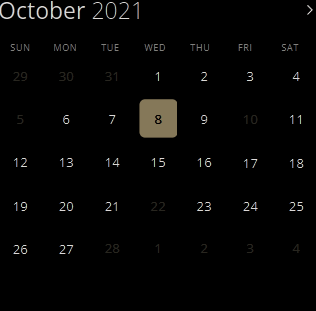 October 2021
SUN MON TUE WED THU FRI SAT
29 30 31 1 2 3 4
5 6 7 8 9 10 11
12 13 14 15 16 17 18
19 20 21 22 23 24 25
26 27 28 1 2 3 4